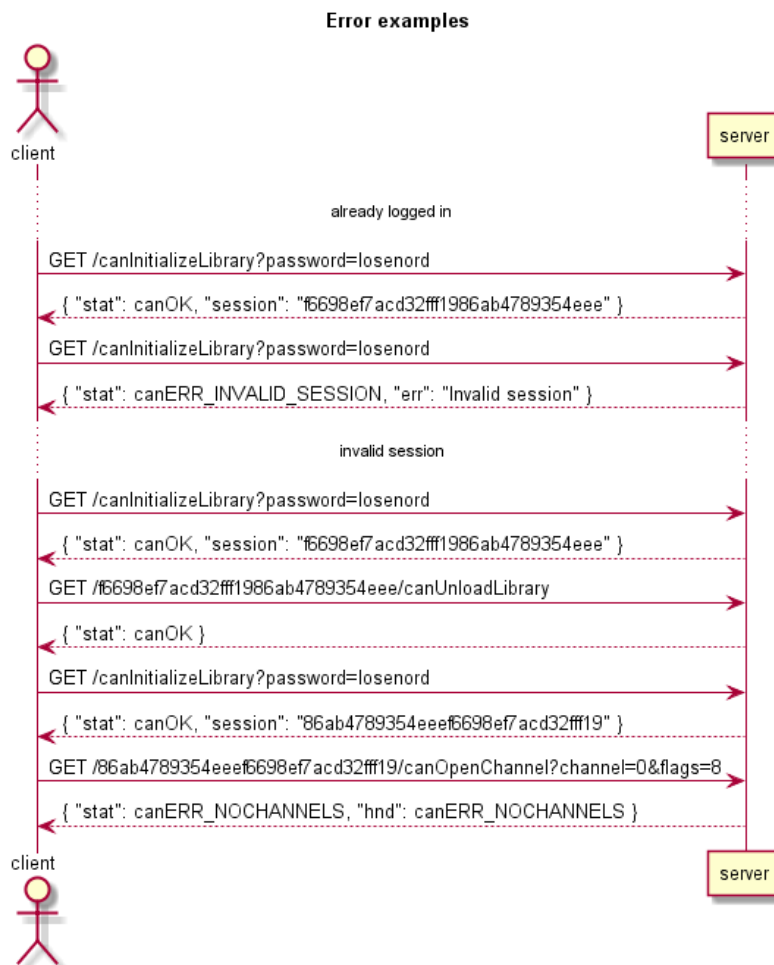 Error examples
client
server
already logged in
GET /canInitializeLibrary?password=losenord
{ "stat": canOK, "session": "f6698ef7acd32fff1986ab4789354eee" }
GET /canInitializeLibrary?password=losenord
{ "stat": canERR_INVALID_SESSION, "err": "Invalid session" }
invalid session
GET /canInitializeLibrary?password=losenord
{ "stat": canOK, "session": "f6698ef7acd32fff1986ab4789354eee" }
GET /f6698ef7acd32fff1986ab4789354eee/canUnloadLibrary
{ "stat": canOK }
GET /canInitializeLibrary?password=losenord
{ "stat": canOK, "session": "86ab4789354eeef6698ef7acd32fff19" }
GET /86ab4789354eeef6698ef7acd32fff19/canOpenChannel?channel=0&flags=8
{ "stat": canERR_NOCHANNELS, "hnd": canERR_NOCHANNELS }
client
server